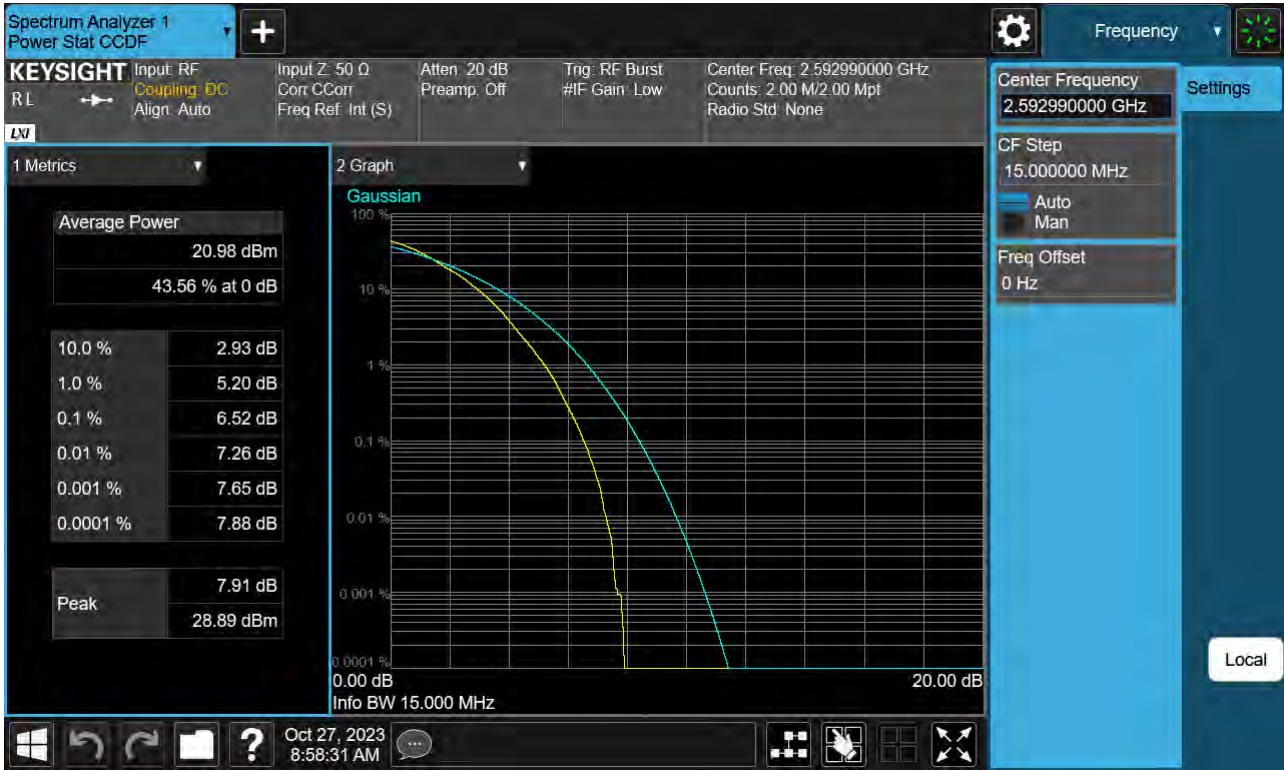 Spectrum Analyzer 1
Power Stat CCDF
+
Frequency
KEYSIGHT
RL
LXI
Input: RF
Coupling: DC
Align: Auto
Input Z: 50 Ω
Corr CCorr
Freq Ref: Int (S)
Atten: 20 dB
Preamp: Off
Trig: RF Burst
#IF Gain: Low
Center Freq: 2.592990000 GHz
Counts: 2.00 M/2.00 Mpt
Radio Std: None
Center Frequency
2.592990000 GHz
Settings
CF Step
15.000000 MHz
Auto
Man
Freq Offset
0 Hz
1 Metrics
Average Power
20.98 dBm
43.56 % at 0 dB
10.0 % 2.93 dB
1.0 % 5.20 dB
0.1 % 6.52 dB
0.01 % 7.26 dB
0.001 % 7.65 dB
0.0001 % 7.88 dB
Peak 7.91 dB
28.89 dBm
2 Graph
Gaussian
100 %
10 %
1 %
0.1 %
0.01 %
0.001 %
0.0001 %
0.00 dB 20.00 dB
Info BW 15.000 MHz
Local
?
Oct 27, 2023
8:58:31 AM